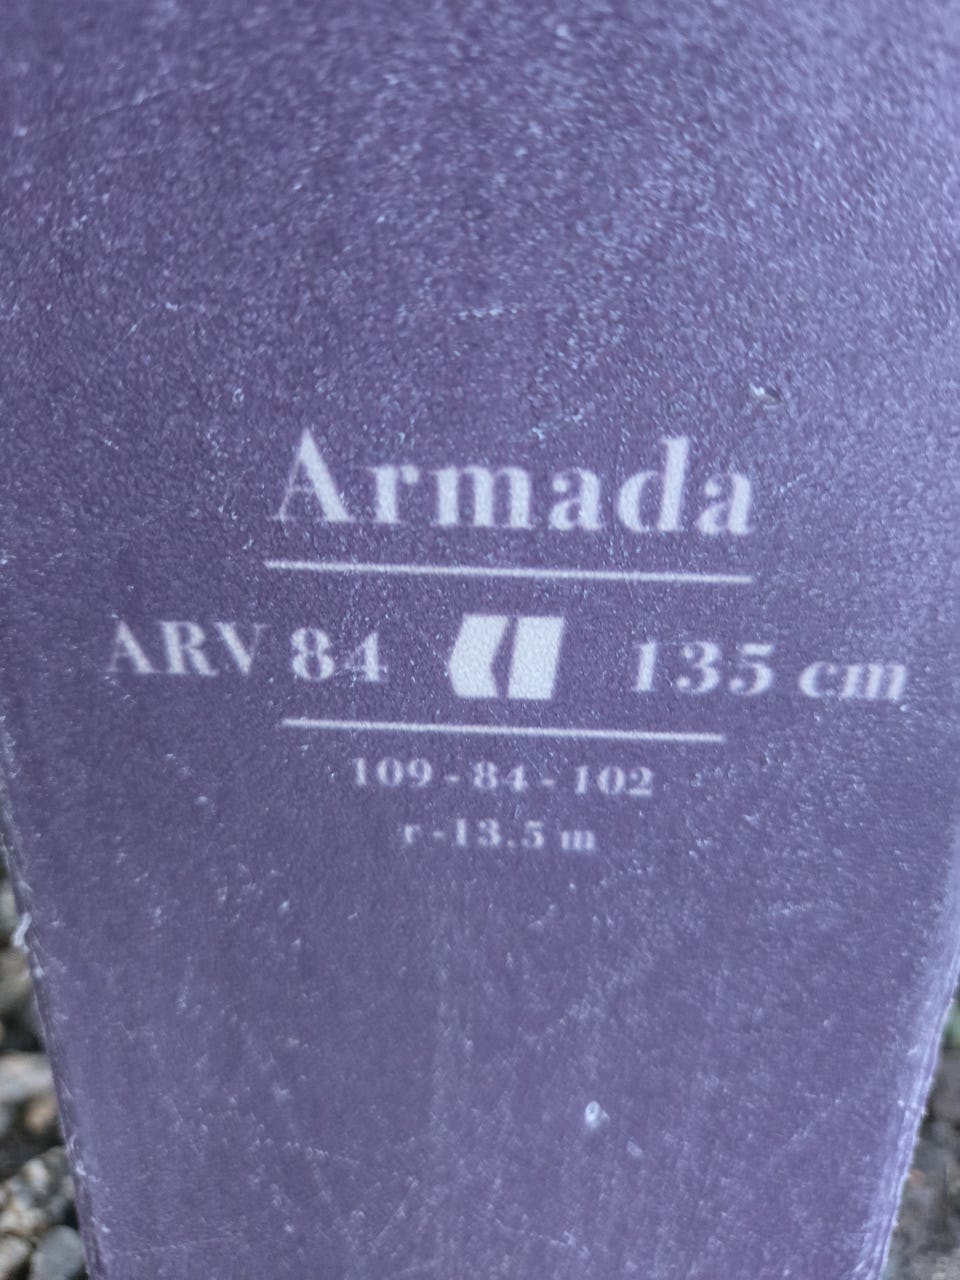 Armada
ARV 84 135 cm
109 - 84 - 102
r - 13.5 m